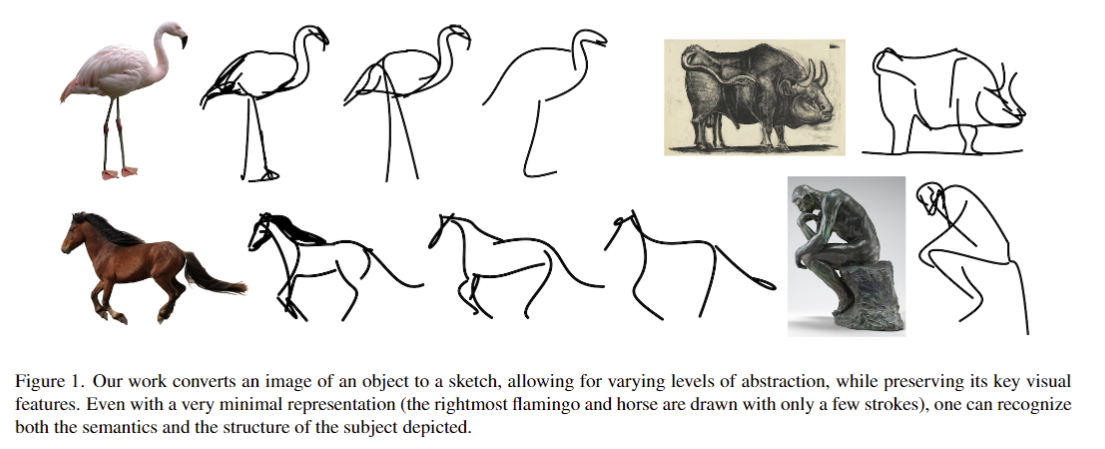 Figure 1. Our work converts an image of an object to a sketch, allowing for varying levels of abstraction, while preserving its key visual
features. Even with a very minimal representation (the rightmost flamingo and horse are drawn with only a few strokes), one can recognize
both the semantics and the structure of the subject depicted.